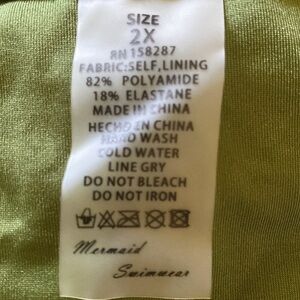 SIZE
2X
RN 158287
FABRIC:SELF,LINING
82% POLYAMIDE
18% ELASTANE
MADE IN CHINA
HECHO EN CHINA
HAND WASH
COLD WATER
LINE GRY
DO NOT BLEACH
DO NOT IRON
Mermaid
Swimwear